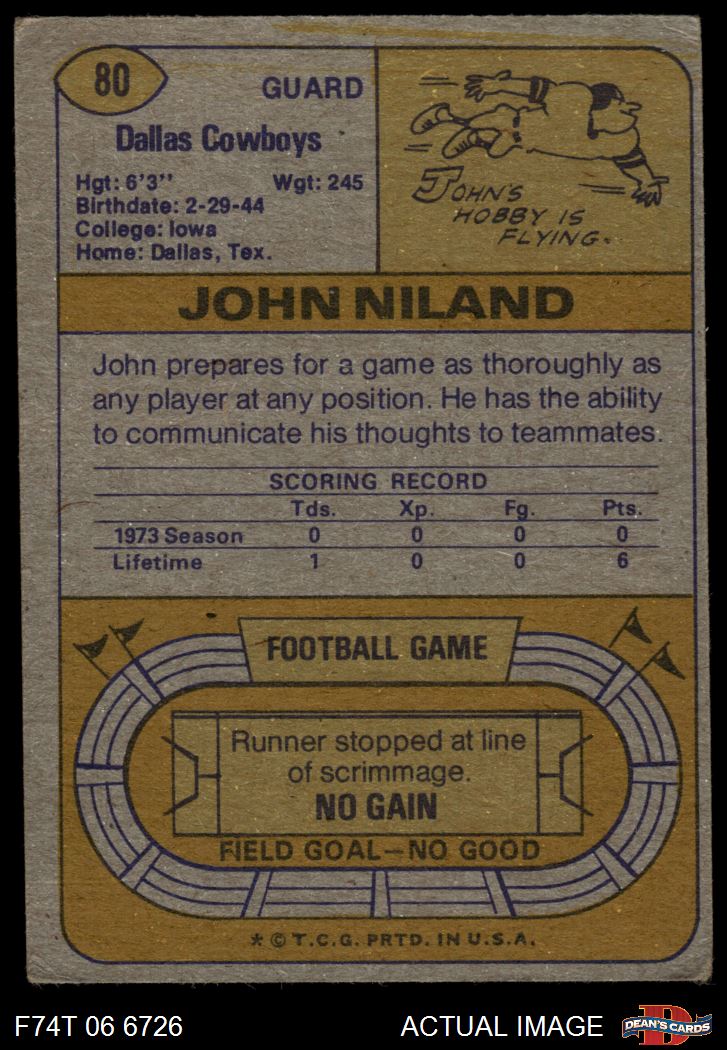 80
GUARD
Dallas Cowboys
Hgt: 6'3"   Wgt: 245
Birthdate: 2-29-44
College: Iowa
Home: Dallas, Tex.
JOHN'S
HOBBY IS
FLYING.
JOHN NILAND
John prepares for a game as thoroughly as
any player at any position. He has the ability
to communicate his thoughts to teammates.
SCORING RECORD
Tds. Xp. Fg. Pts.
1973 Season 0 0 0 0
Lifetime 1 0 0 6
FOOTBALL GAME
Runner stopped at line
of scrimmage.
NO GAIN
FIELD GOAL—NO GOOD
* © T.C.G. PRTD. IN U.S.A.
F74T 06 6726
ACTUAL IMAGE
D
DEAN'S CARDS